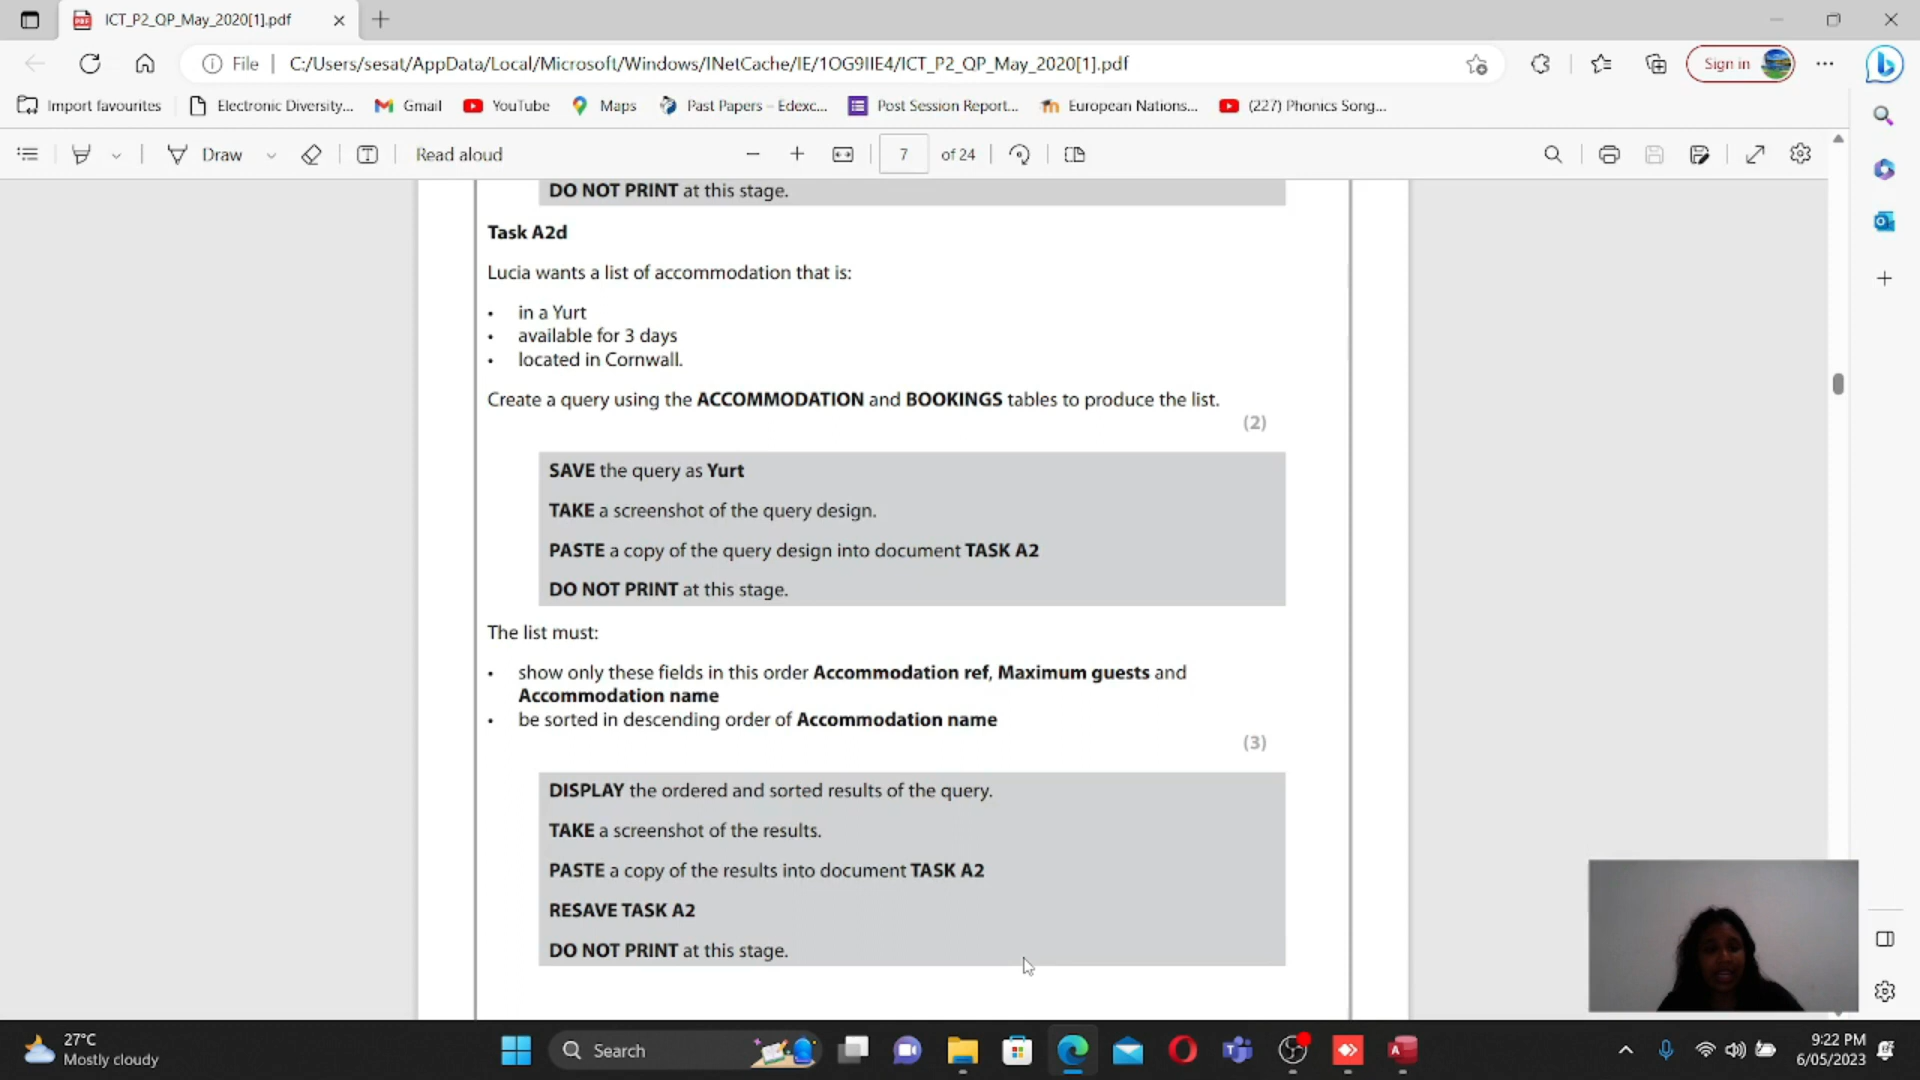 ICT_P2_QP_May_2020[1].pdf
File
C:/Users/sesat/AppData/Local/Microsoft/Windows/INetCache/IE/1OG9IIE4/ICT_P2_QP_May_2020[1].pdf
Sign in
Import favourites
Electronic Diversity...
Gmail
YouTube
Maps
Past Papers – Edexc...
Post Session Report...
European Nations...
(227) Phonics Song...
Draw
Read aloud
7
of 24
DO NOT PRINT at this stage.
Task A2d
Lucia wants a list of accommodation that is:
• in a Yurt
• available for 3 days
• located in Cornwall.
Create a query using the ACCOMMODATION and BOOKINGS tables to produce the list.
(2)
SAVE the query as Yurt
TAKE a screenshot of the query design.
PASTE a copy of the query design into document TASK A2
DO NOT PRINT at this stage.
The list must:
• show only these fields in this order Accommodation ref, Maximum guests and
Accommodation name
• be sorted in descending order of Accommodation name
(3)
DISPLAY the ordered and sorted results of the query.
TAKE a screenshot of the results.
PASTE a copy of the results into document TASK A2
RESAVE TASK A2
DO NOT PRINT at this stage.
27°C
Mostly cloudy
Search
9:22 PM
6/05/2023